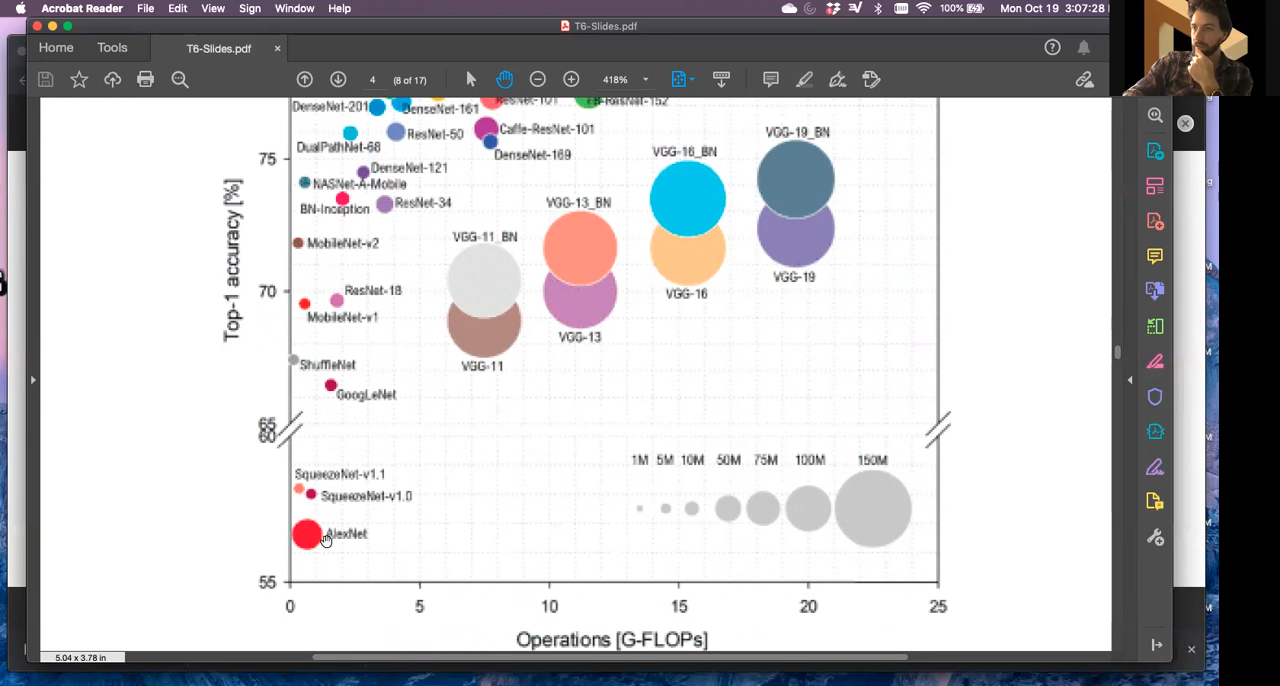 Acrobat Reader File Edit View Sign Window Help 100% Mon Oct 19 3:07:28
T6-Slides.pdf
Home Tools T6-Slides.pdf ×
4 (8 of 17) 418%
DenseNet-201 DenseNet-161 ResNet-101 FB-ResNet-152
DualPathNet-68 ResNet-50 Caffe-ResNet-101 VGG-19_BN
DenseNet-169
75 VGG-16_BN
DenseNet-121
NASNet-A-Mobile
BN-Inception ResNet-34 VGG-13_BN
MobileNet-v2 VGG-11_BN
VGG-19
70 ResNet-18 VGG-16
MobileNet-v1
VGG-13
ShuffleNet VGG-11
GoogLeNet
Top-1 accuracy [%]
65
60
1M 5M 10M 50M 75M 100M 150M
SqueezeNet-v1.1
SqueezeNet-v1.0
AlexNet
55
0 5 10 15 20 25
Operations [G-FLOPs]
5.04 x 3.78 in